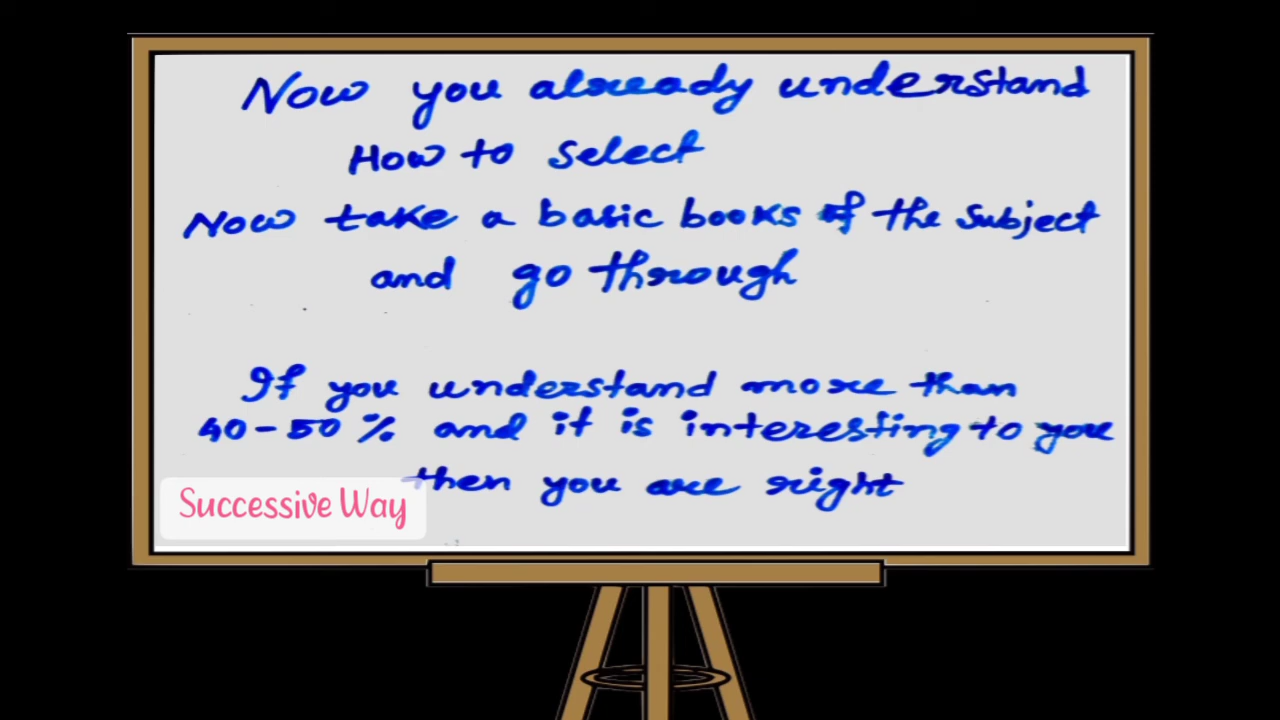 Now you already understand
How to select
Now take a basic books of the subject
and go through
If you understand more than
40-50% and it is interesting to you
then you are right
Successive Way